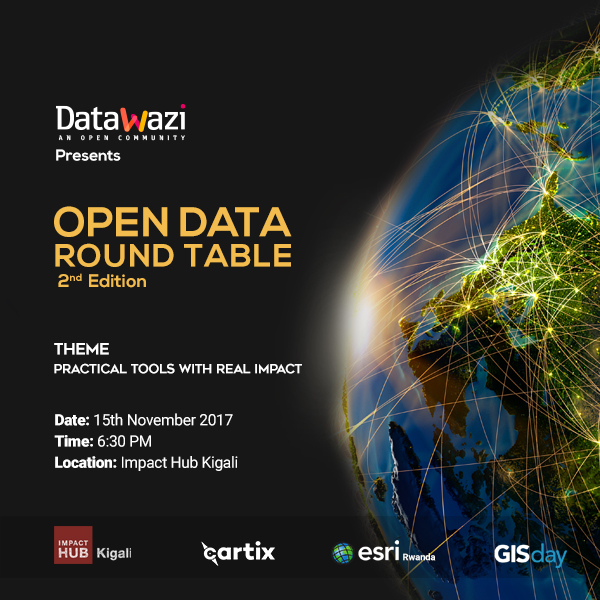 DataWazi
AN OPEN COMMUNITY
Presents
OPEN DATA
ROUND TABLE
2nd Edition
THEME
PRACTICAL TOOLS WITH REAL IMPACT
Date: 15th November 2017
Time: 6:30 PM
Location: Impact Hub Kigali
IMPACT
HUB Kigali
cartix
esri Rwanda
GISday